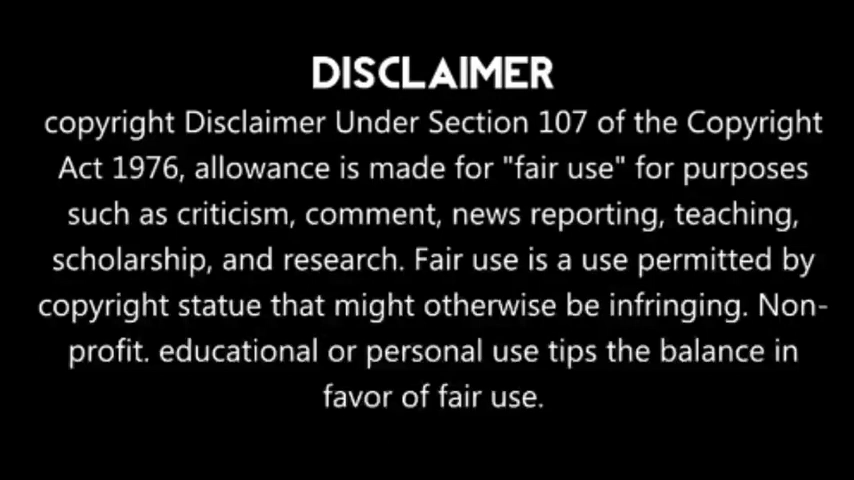 DISCLAIMER
copyright Disclaimer Under Section 107 of the Copyright
Act 1976, allowance is made for "fair use" for purposes
such as criticism, comment, news reporting, teaching,
scholarship, and research. Fair use is a use permitted by
copyright statue that might otherwise be infringing. Non-
profit. educational or personal use tips the balance in
favor of fair use.